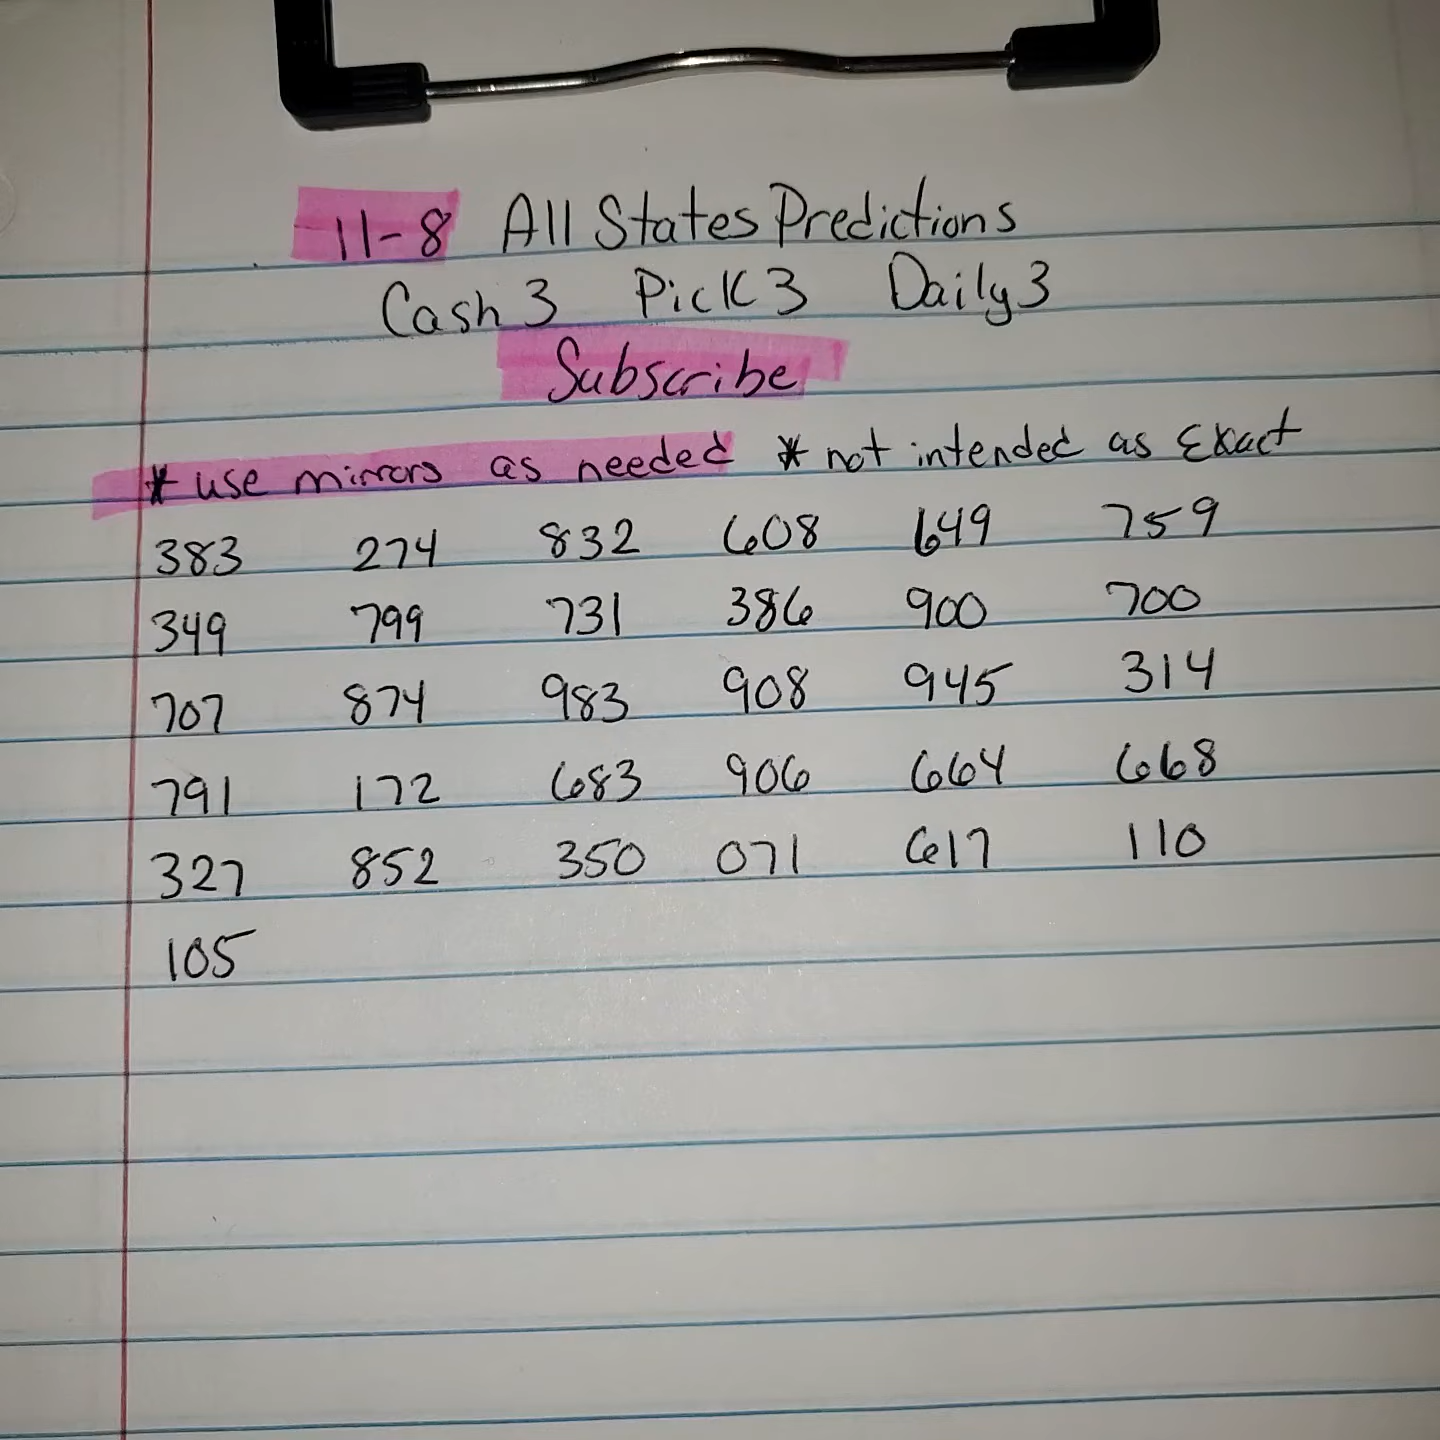 11-8 All States Predictions
Cash 3 Pick 3 Daily 3
Subscribe
* use mirrors as needed * not intended as Exact
383 274 832 608 649 759
349 799 731 386 900 700
707 874 983 908 945 314
791 172 683 906 664 668
327 852 350 071 617 110
105